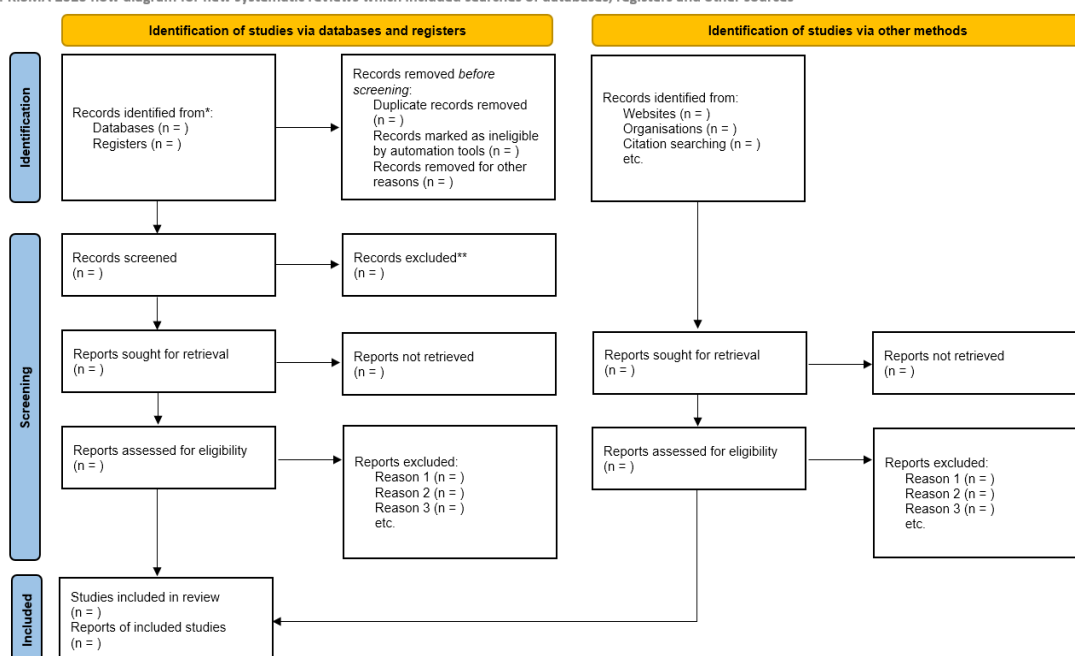 Identification of studies via databases and registers
Identification of studies via other methods
Identification
Records identified from*:
Databases (n = )
Registers (n = )
Records removed before
screening:
Duplicate records removed
(n = )
Records marked as ineligible
by automation tools (n = )
Records removed for other
reasons (n = )
Records identified from:
Websites (n = )
Organisations (n = )
Citation searching (n = )
etc.
Screening
Records screened
(n = )
Records excluded**
(n = )
Reports sought for retrieval
(n = )
Reports not retrieved
(n = )
Reports sought for retrieval
(n = )
Reports not retrieved
(n = )
Reports assessed for eligibility
(n = )
Reports excluded:
Reason 1 (n = )
Reason 2 (n = )
Reason 3 (n = )
etc.
Reports assessed for eligibility
(n = )
Reports excluded:
Reason 1 (n = )
Reason 2 (n = )
Reason 3 (n = )
etc.
Included
Studies included in review
(n = )
Reports of included studies
(n = )